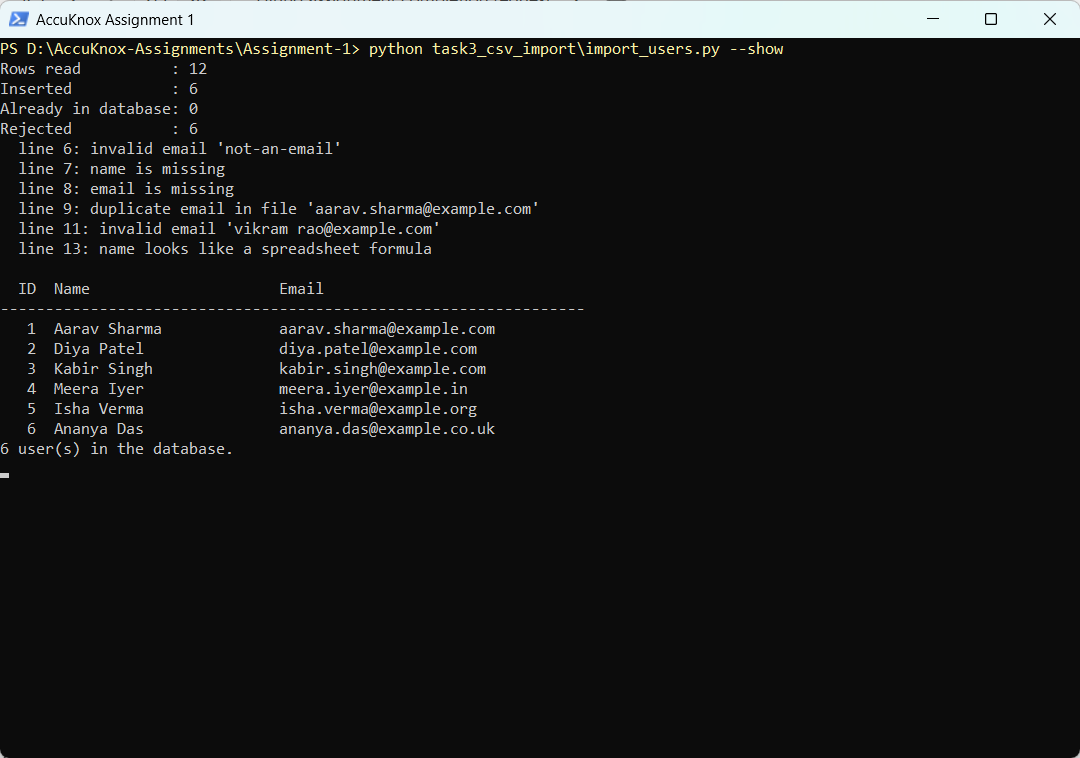 AccuKnox Assignment 1
PS D:\AccuKnox-Assignments\Assignment-1> python task3_csv_import\import_users.py --show
Rows read          : 12
Inserted           : 6
Already in database: 0
Rejected           : 6
  line 6: invalid email 'not-an-email'
  line 7: name is missing
  line 8: email is missing
  line 9: duplicate email in file 'aarav.sharma@example.com'
  line 11: invalid email 'vikram rao@example.com'
  line 13: name looks like a spreadsheet formula
  ID  Name                     Email
-----------------------------------------------------------------
   1  Aarav Sharma             aarav.sharma@example.com
   2  Diya Patel               diya.patel@example.com
   3  Kabir Singh              kabir.singh@example.com
   4  Meera Iyer               meera.iyer@example.in
   5  Isha Verma               isha.verma@example.org
   6  Ananya Das               ananya.das@example.co.uk
6 user(s) in the database.